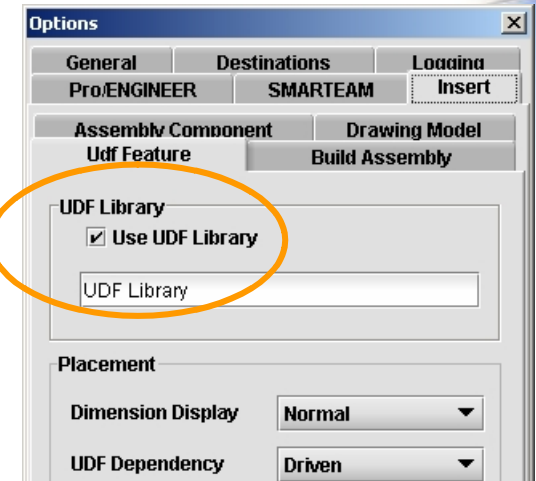 Options
General Destinations Logging
Pro/ENGINEER SMARTEAM Insert
Assembly Component Drawing Model
Udf Feature Build Assembly
UDF Library
Use UDF Library
UDF Library
Placement
Dimension Display Normal
UDF Dependency Driven